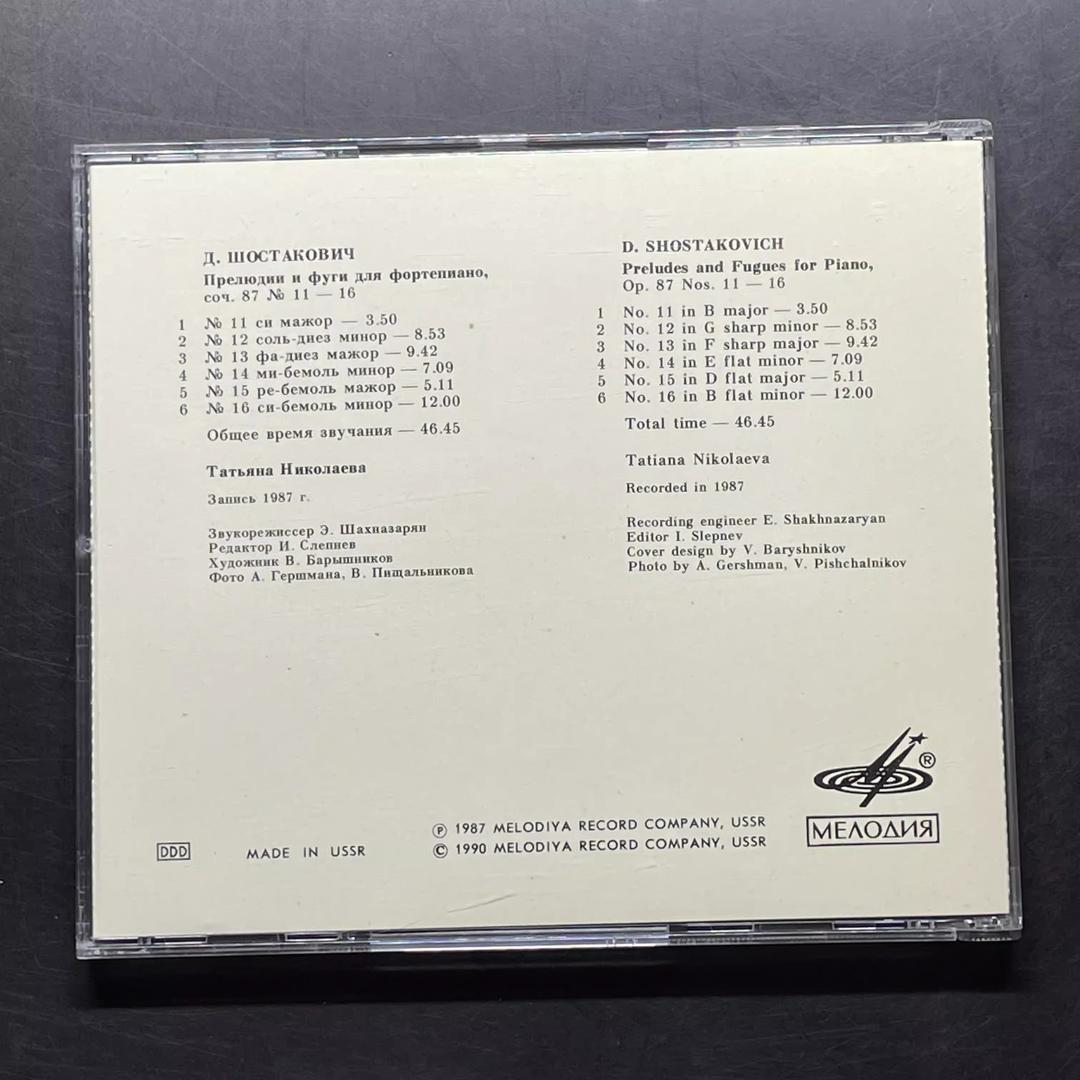 Д. ШОСТАКОВИЧ
Прелюдии и фуги для фортепиано,
соч. 87 № 11 — 16
1 № 11 си мажор — 3.50
2 № 12 соль-диез минор — 8.53
3 № 13 фа-диез мажор — 9.42
4 № 14 ми-бемоль минор — 7.09
5 № 15 ре-бемоль мажор — 5.11
6 № 16 си-бемоль минор — 12.00
Общее время звучания — 46.45
Татьяна Николаева
Запись 1987 г.
Звукорежиссер Э. Шахназарян
Редактор И. Слепнев
Художник В. Барышников
Фото А. Гершмана, В. Пищальникова
D. SHOSTAKOVICH
Preludes and Fugues for Piano,
Op. 87 Nos. 11 — 16
1 No. 11 in B major — 3.50
2 No. 12 in G sharp minor — 8.53
3 No. 13 in F sharp major — 9.42
4 No. 14 in E flat minor — 7.09
5 No. 15 in D flat major — 5.11
6 No. 16 in B flat minor — 12.00
Total time — 46.45
Tatiana Nikolaeva
Recorded in 1987
Recording engineer E. Shakhnazaryan
Editor I. Slepnev
Cover design by V. Baryshnikov
Photo by A. Gershman, V. Pishchalnikov
DDD
MADE IN USSR
℗ 1987 MELODIYA RECORD COMPANY, USSR
© 1990 MELODIYA RECORD COMPANY, USSR
®
МЕЛОДИЯ